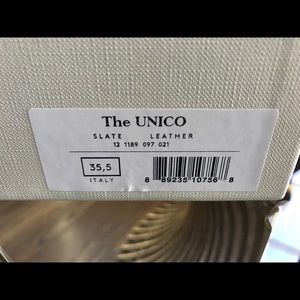 The UNICO
SLATE LEATHER
12 1189 097 021
35,5
ITALY
8 89235 10756 8